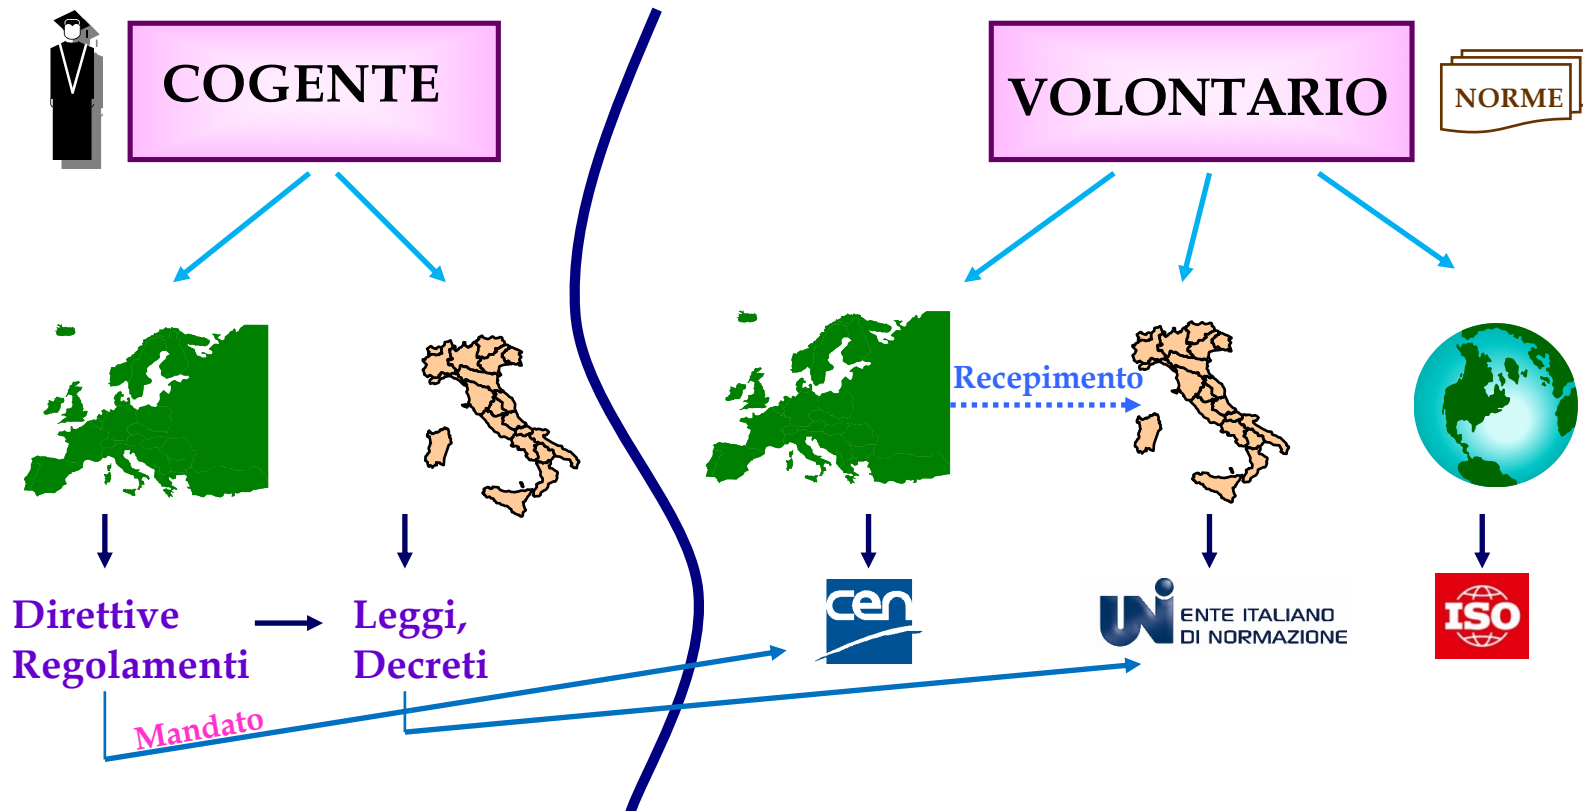 COGENTE
VOLONTARIO
NORME
Recepimento
Direttive
Regolamenti
Leggi,
Decreti
Mandato
cen
UNI ENTE ITALIANO
DI NORMAZIONE
ISO